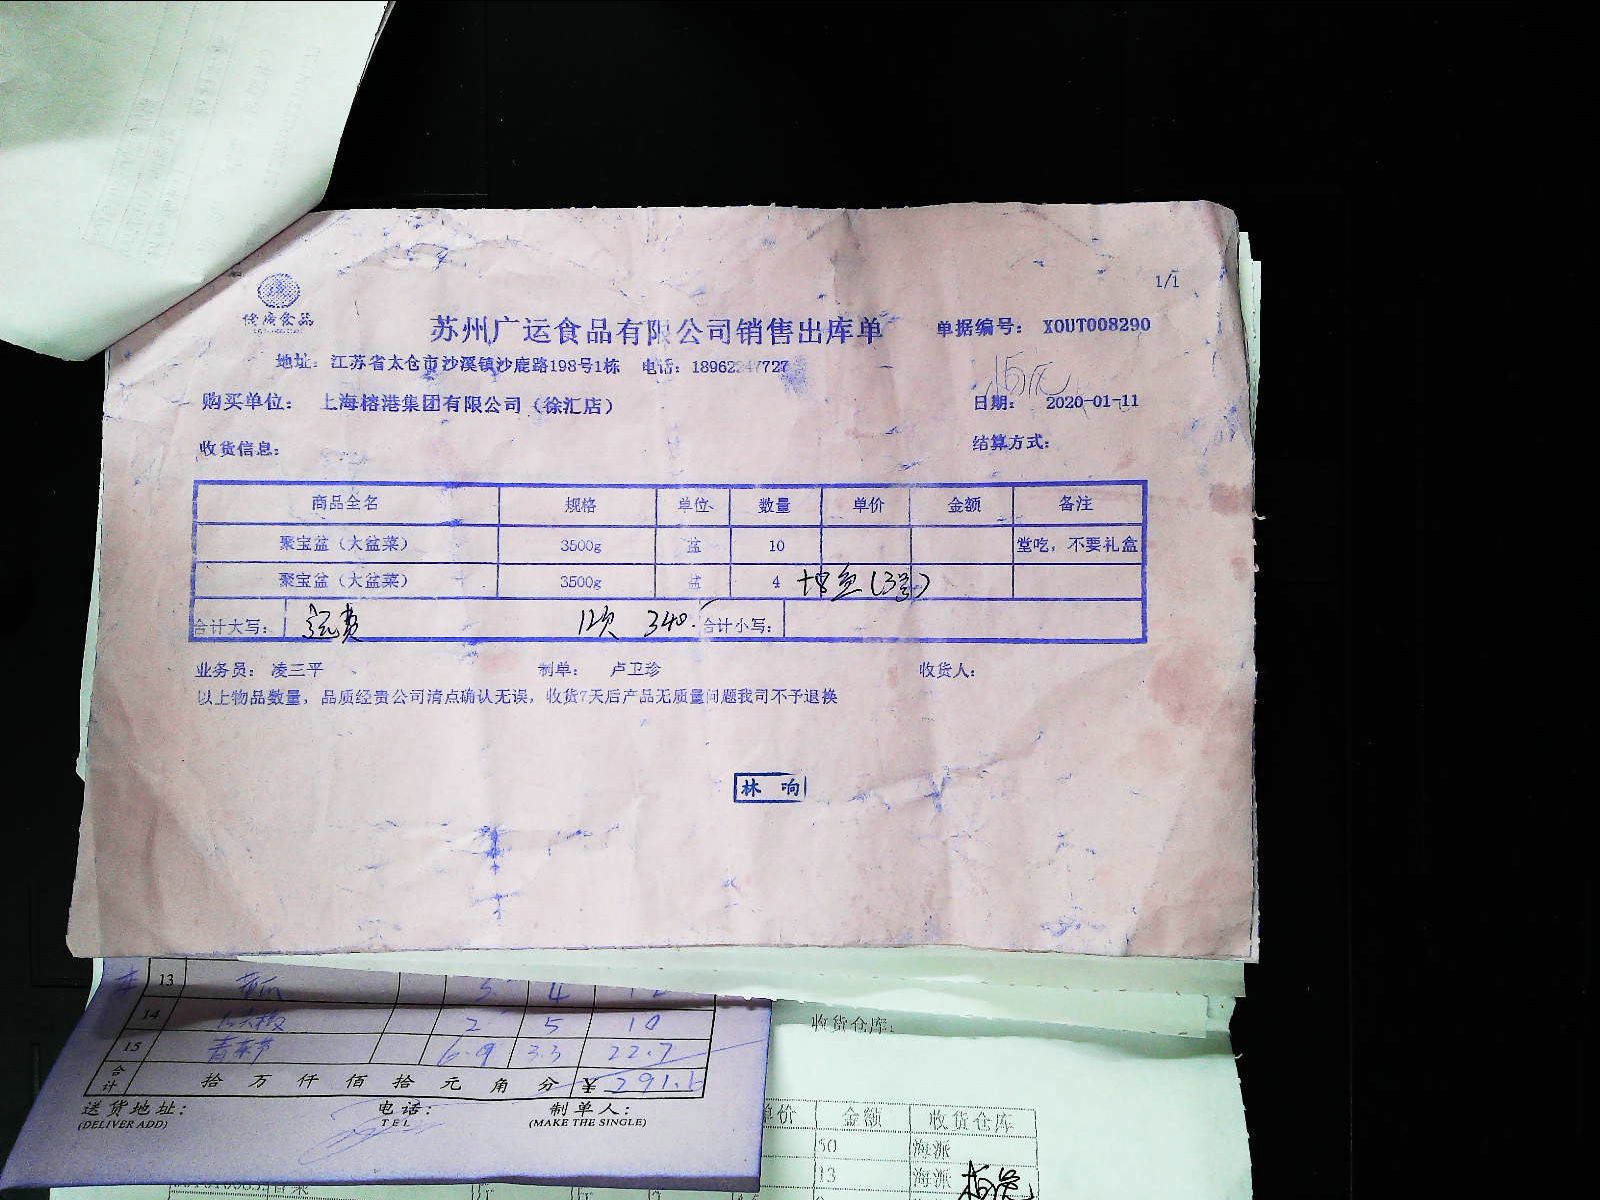 1/1
苏州广运食品有限公司销售出库单 单据编号: XOUT008290
地址: 江苏省太仓市沙溪镇沙鹿路198号1栋 电话: 18962247727
购买单位: 上海榕港集团有限公司(徐汇店) 日期: 2020-01-11
收货信息: 结算方式:
商品全名 规格 单位 数量 单价 金额 备注
聚宝盆(大盆菜) 3500g 盆 10 堂吃, 不要礼盒
聚宝盆(大盆菜) 3500g 盆 4
合计大写: 运费 340. 合计小写:
业务员: 凌三平 制单: 卢卫珍 收货人:
以上物品数量, 品质经贵公司清点确认无误, 收货7天后产品无质量问题我司不予退换
林 响
13 5 4
14 2 5 10
15 6.9 3.3 22.7
合计 拾 万 仟 佰 拾 元 角 分 ¥ 291.1
送货地址: 电话: 制单人:
(DELIVER ADD) TEL (MAKE THE SINGLE)
收货仓库:
单价 金额 收货仓库
50 海派
13 海派